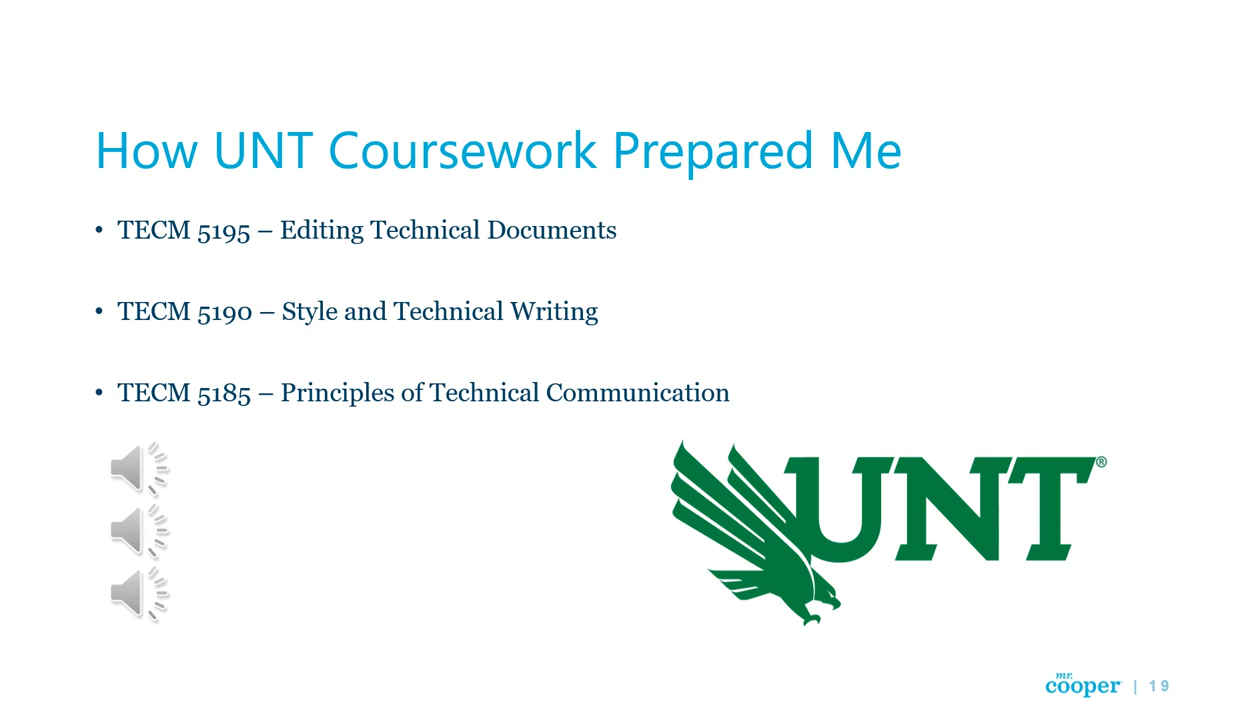 How UNT Coursework Prepared Me
• TECM 5195 – Editing Technical Documents
• TECM 5190 – Style and Technical Writing
• TECM 5185 – Principles of Technical Communication
UNT®
mr.
cooper | 19